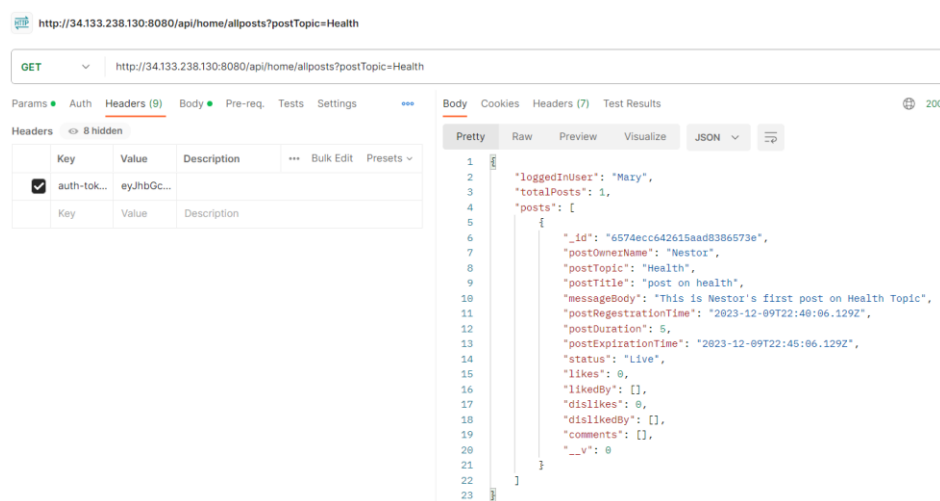 HTTP http://34.133.238.130:8080/api/home/allposts?postTopic=Health
GET http://34.133.238.130:8080/api/home/allposts?postTopic=Health
Params Auth Headers (9) Body Pre-req. Tests Settings
Headers 8 hidden
Key Value Description Bulk Edit Presets
auth-tok... eyJhbGc...
Key Value Description
Body Cookies Headers (7) Test Results 200
Pretty Raw Preview Visualize JSON
1 {
2 "loggedInUser": "Mary",
3 "totalPosts": 1,
4 "posts": [
5 {
6 "_id": "6574ecc642615aad8386573e",
7 "postOwnerName": "Nestor",
8 "postTopic": "Health",
9 "postTitle": "post on health",
10 "messageBody": "This is Nestor's first post on Health Topic",
11 "postRegestrationTime": "2023-12-09T22:40:06.129Z",
12 "postDuration": 5,
13 "postExpirationTime": "2023-12-09T22:45:06.129Z",
14 "status": "Live",
15 "likes": 0,
16 "likedBy": [],
17 "dislikes": 0,
18 "dislikedBy": [],
19 "comments": [],
20 "__v": 0
21 }
22 ]
23 }